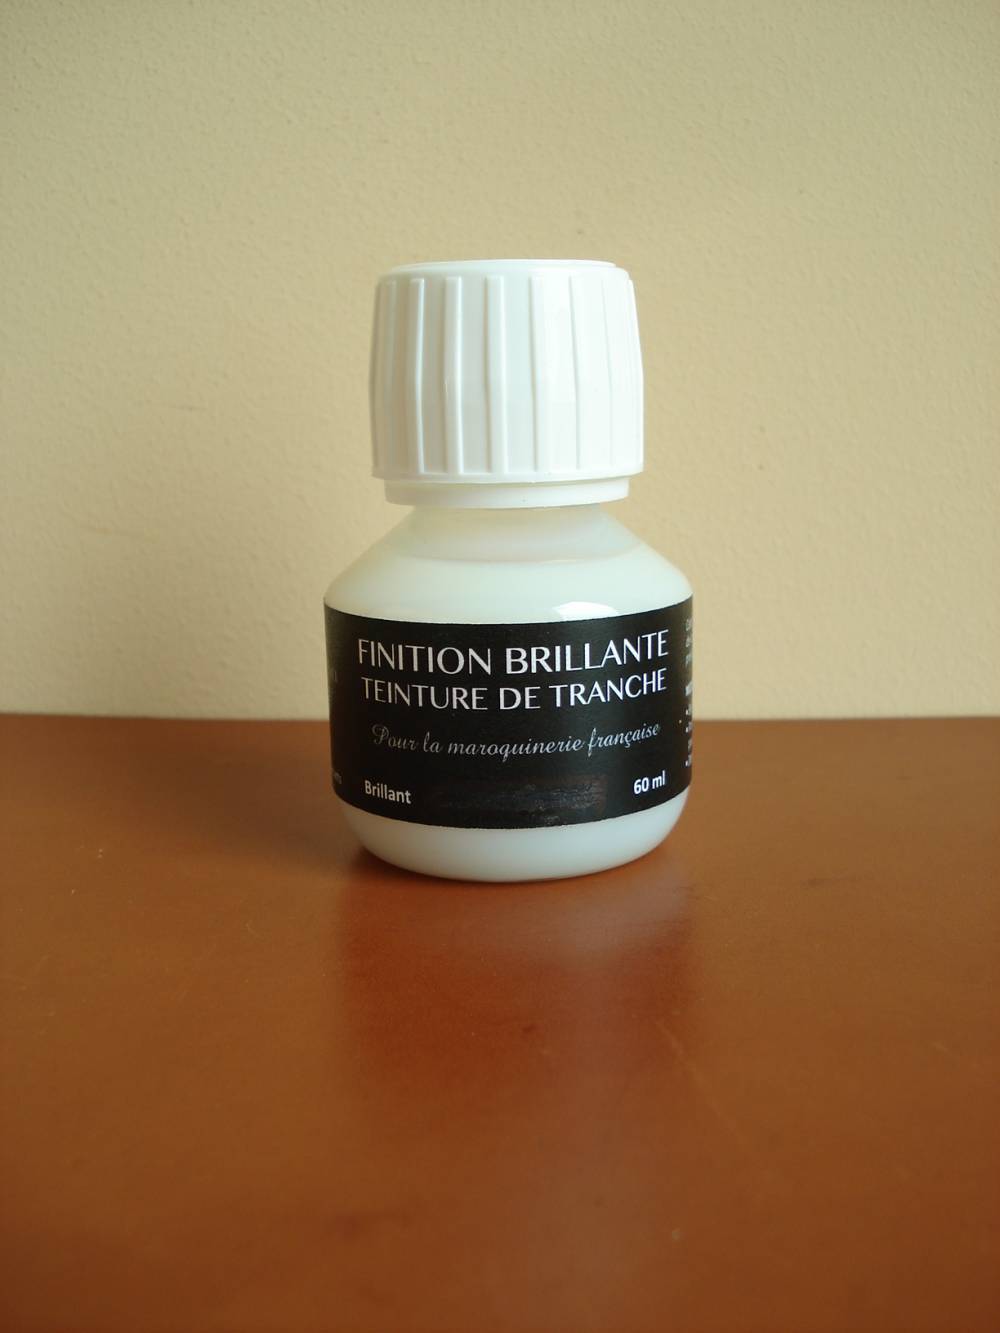 FINITION BRILLANTE
TEINTURE DE TRANCHE
Pour la maroquinerie française
Brillant
60 ml